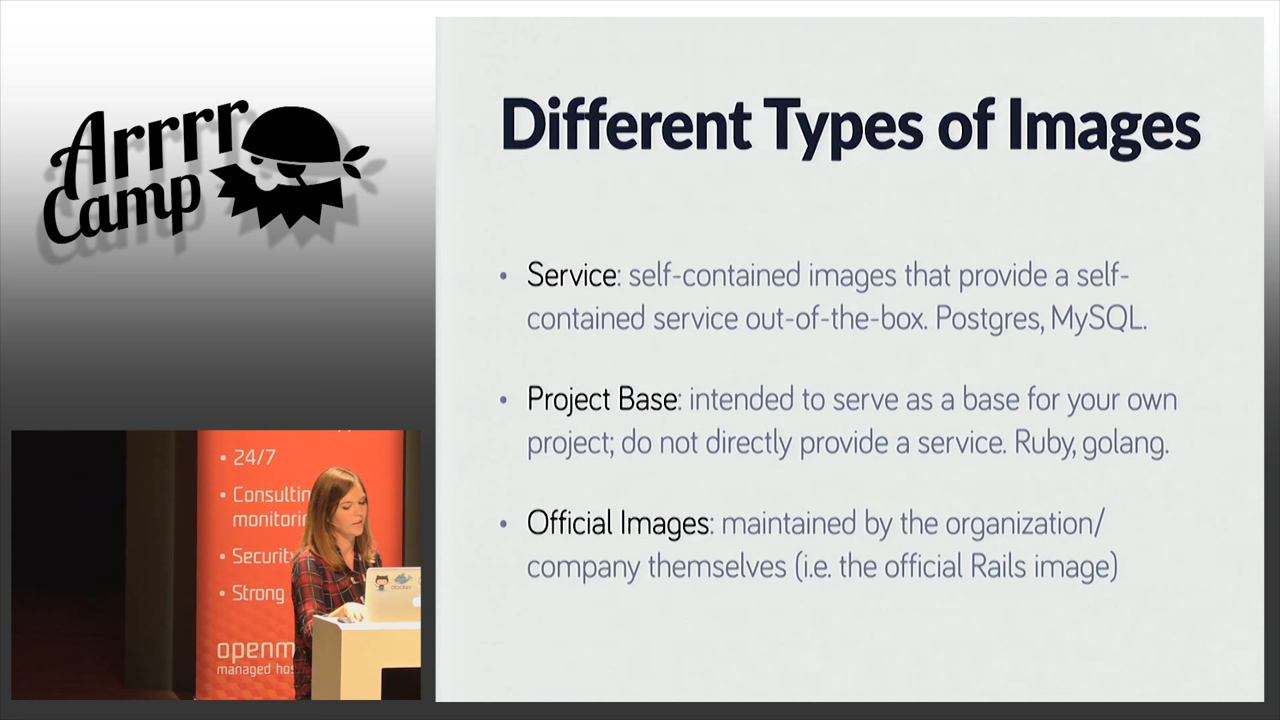 Arrrr
Camp
Different Types of Images
• Service: self-contained images that provide a self-
contained service out-of-the-box. Postgres, MySQL.
• Project Base: intended to serve as a base for your own
project; do not directly provide a service. Ruby, golang.
• Official Images: maintained by the organization/
company themselves (i.e. the official Rails image)
• 24/7
• Consultin
monitorin
• Security
• Strong
openm
managed hos
docker